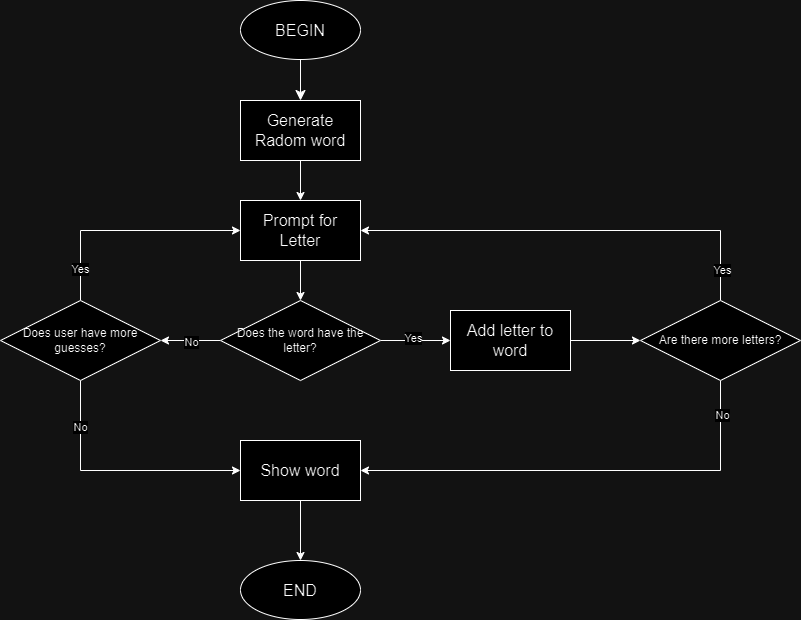 BEGIN
Generate
Radom word
Prompt for
Letter
Yes
Yes
Does user have more
guesses?
No
Does the word have the
letter?
Yes
Add letter to
word
Are there more letters?
No
No
Show word
END